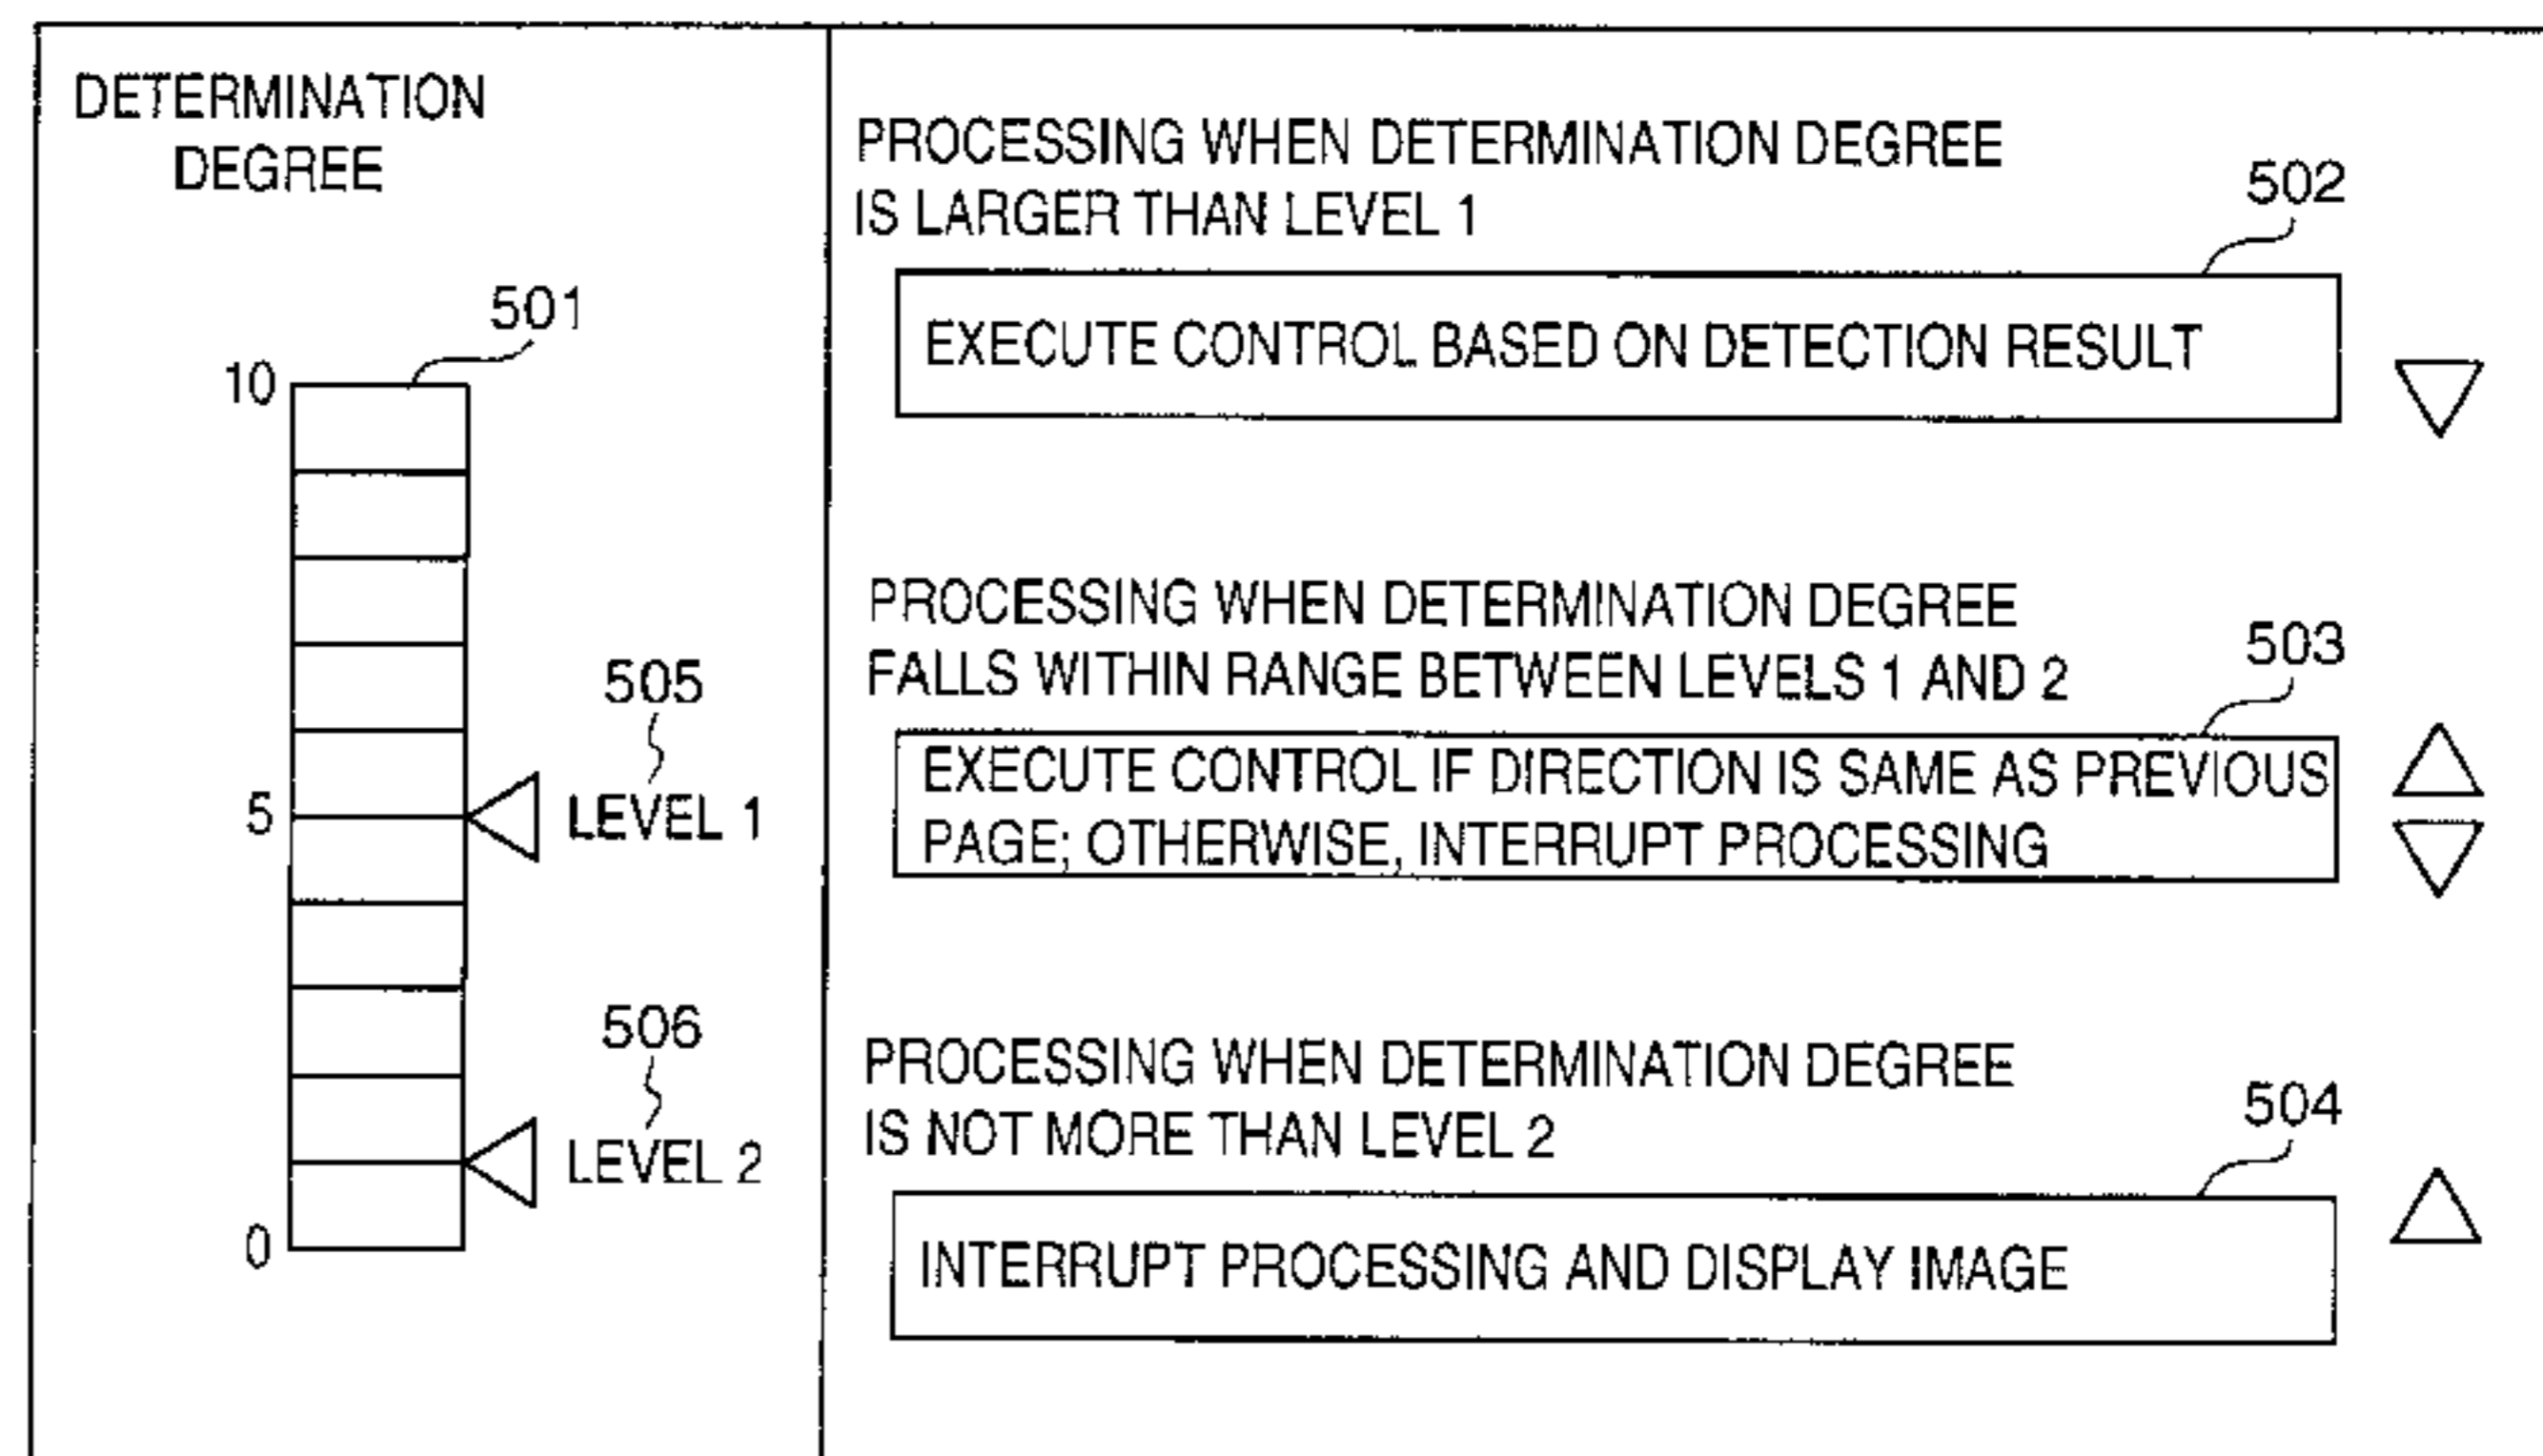 DETERMINATION
DEGREE
501
10
505
5
LEVEL 1
506
LEVEL 2
0
PROCESSING WHEN DETERMINATION DEGREE
IS LARGER THAN LEVEL 1
502
EXECUTE CONTROL BASED ON DETECTION RESULT
PROCESSING WHEN DETERMINATION DEGREE
FALLS WITHIN RANGE BETWEEN LEVELS 1 AND 2
503
EXECUTE CONTROL IF DIRECTION IS SAME AS PREVIOUS
PAGE; OTHERWISE, INTERRUPT PROCESSING
PROCESSING WHEN DETERMINATION DEGREE
IS NOT MORE THAN LEVEL 2
504
INTERRUPT PROCESSING AND DISPLAY IMAGE